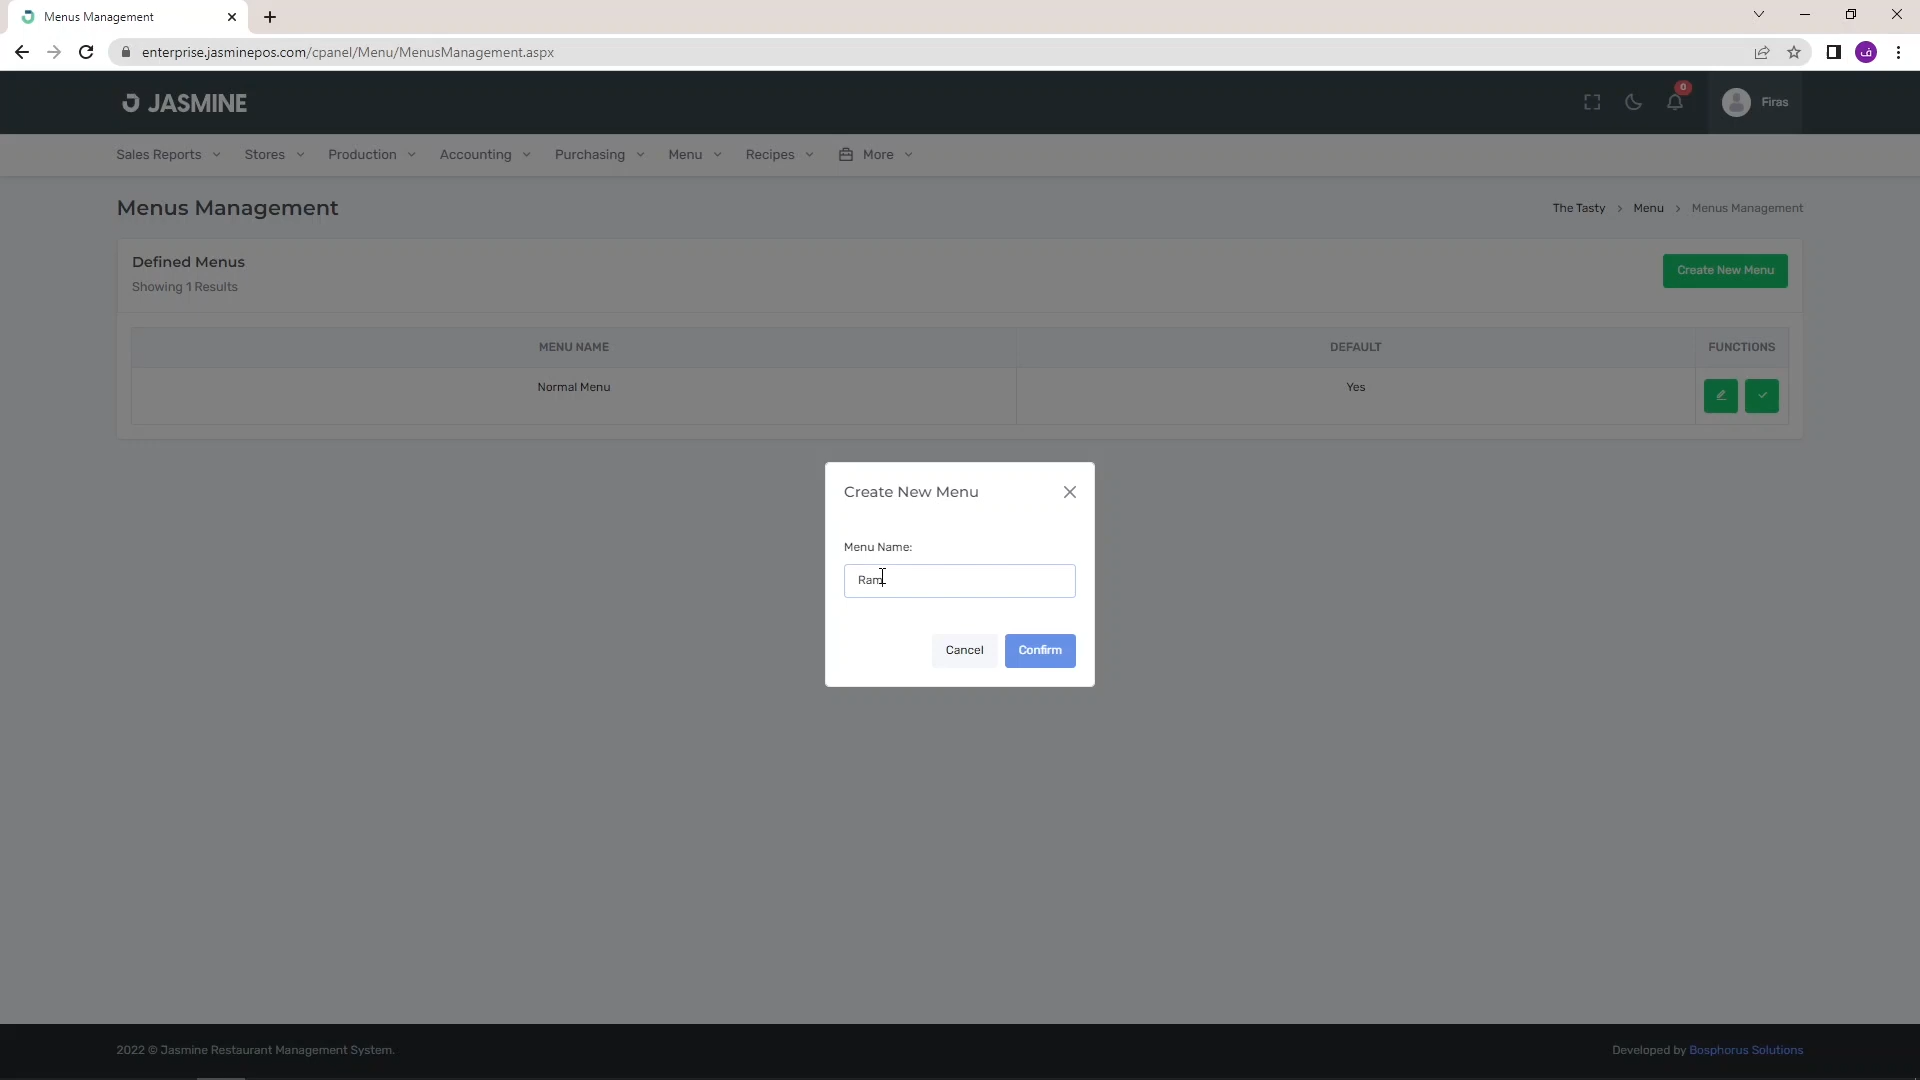 Menus Management
enterprise.jasminepos.com/cpanel/Menu/MenusManagement.aspx
ف
JASMINE
0
Firas
Sales Reports Stores Production Accounting Purchasing Menu Recipes More
Menus Management
The Tasty > Menu > Menus Management
Defined Menus
Showing 1 Results
Create New Menu
MENU NAME DEFAULT FUNCTIONS
Normal Menu Yes
Create New Menu
Menu Name:
Ram
Cancel Confirm
2022 © Jasmine Restaurant Management System.
Developed by Bosphorus Solutions